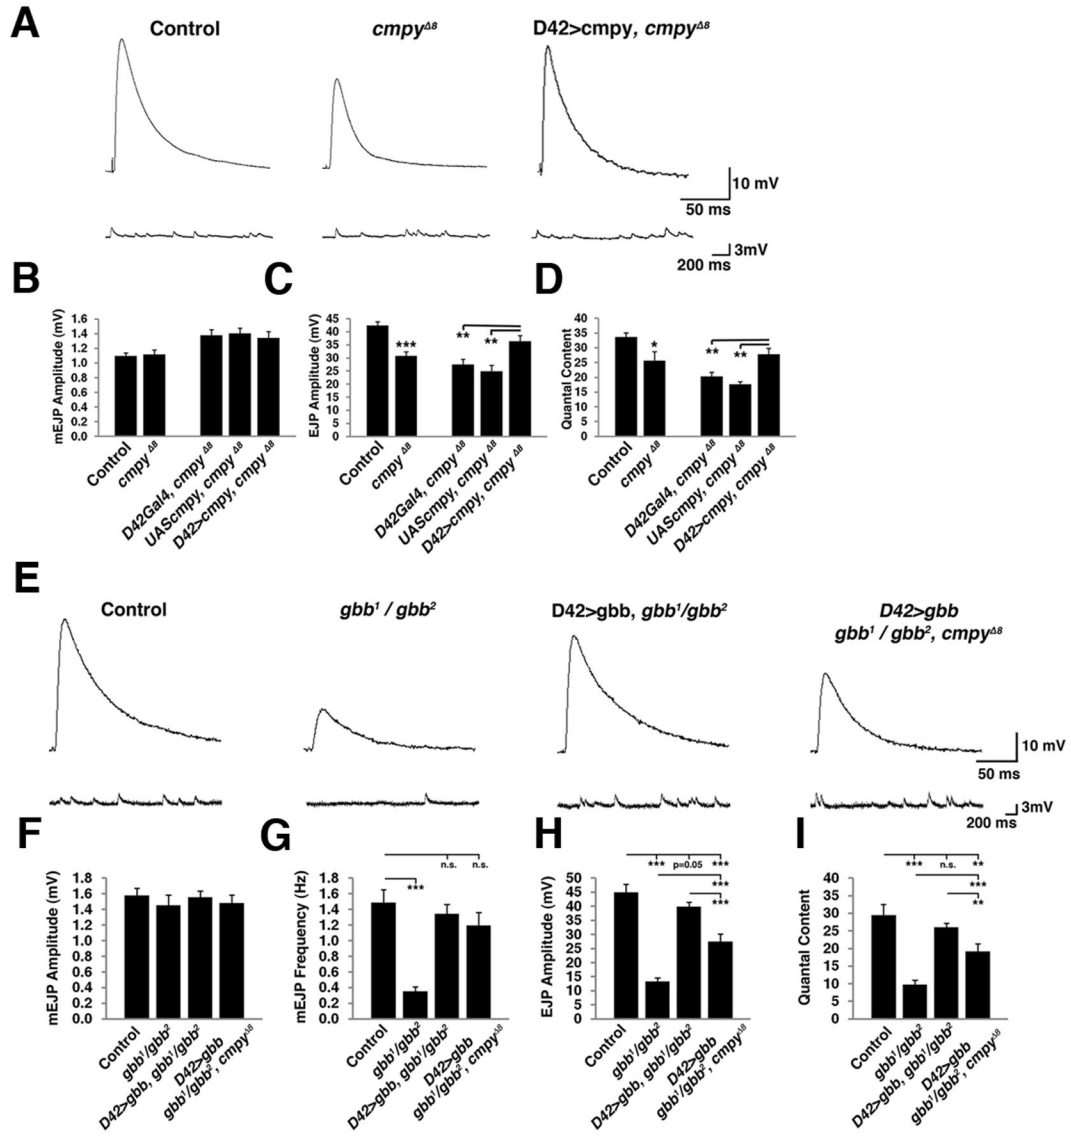 A
Control
cmpy^Δ8
D42>cmpy, cmpy^Δ8
10 mV
50 ms
3mV
200 ms
B
mEJP Amplitude (mV)
1.6
1.4
1.2
1.0
0.8
0.6
0.4
0.2
0.0
Control
cmpy^Δ8
D42Gal4, cmpy^Δ8
UAScmpy, cmpy^Δ8
D42>cmpy, cmpy^Δ8
C
EJP Amplitude (mV)
45
40
35
30
25
20
15
10
5
0
***
**
**
Control
cmpy^Δ8
D42Gal4, cmpy^Δ8
UAScmpy, cmpy^Δ8
D42>cmpy, cmpy^Δ8
D
Quantal Content
40
35
30
25
20
15
10
5
0
*
**
**
Control
cmpy^Δ8
D42Gal4, cmpy^Δ8
UAScmpy, cmpy^Δ8
D42>cmpy, cmpy^Δ8
E
Control
gbb¹ / gbb²
D42>gbb, gbb¹/gbb²
D42>gbb
gbb¹ / gbb², cmpy^Δ8
10 mV
50 ms
3mV
200 ms
F
mEJP Amplitude (mV)
1.8
1.6
1.4
1.2
1.0
0.8
0.6
0.4
0.2
0.0
Control
gbb¹/gbb²
D42>gbb, gbb¹/gbb²
D42>gbb
gbb¹/gbb², cmpy^Δ8
G
mEJP Frequency (Hz)
1.8
1.6
1.4
1.2
1.0
0.8
0.6
0.4
0.2
0.0
n.s.
n.s.
***
Control
gbb¹/gbb²
D42>gbb, gbb¹/gbb²
D42>gbb
gbb¹/gbb², cmpy^Δ8
H
EJP Amplitude (mV)
50
45
40
35
30
25
20
15
10
5
0
*** p=0.05 ***
***
***
Control
gbb¹/gbb²
D42>gbb, gbb¹/gbb²
D42>gbb
gbb¹/gbb², cmpy^Δ8
I
Quantal Content
40
35
30
25
20
15
10
5
0
*** n.s. **
***
**
Control
gbb¹/gbb²
D42>gbb, gbb¹/gbb²
D42>gbb
gbb¹/gbb², cmpy^Δ8